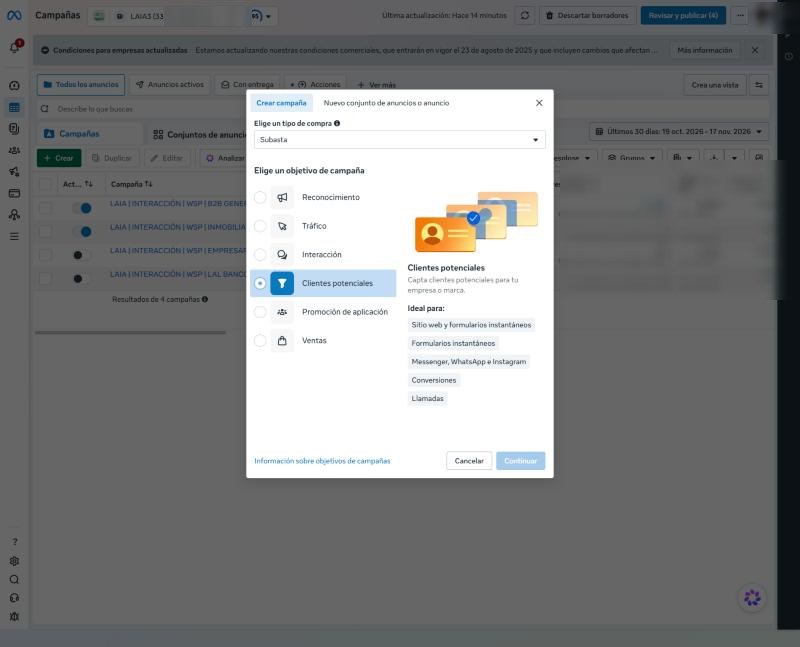 Campañas
LAIA3 (33
Última actualización: Hace 14 minutos
Descartar borradores
Revisar y publicar (4)
Condiciones para empresas actualizadas Estamos actualizando nuestras condiciones comerciales, que entrarán en vigor el 23 de agosto de 2025 y que incluyen cambios que afectan ...
Más información
Todos los anuncios
Anuncios activos
Con entrega
Acciones
Ver más
Crea una vista
Describe lo que buscas
Campañas
Conjuntos de anuncio
Últimos 30 días: 19 oct. 2026 - 17 nov. 2026
+ Crear
Duplicar
Editar
Analizar
Grupos
Act...
Campaña
LAIA | INTERACCIÓN | WSP | B2B GENER
LAIA | INTERACCIÓN | WSP | INMOBILIA
LAIA | INTERACCIÓN | WSP | EMPRESAR
LAIA | INTERACCIÓN | WSP | LAL BANCO
Resultados de 4 campañas
Crear campaña
Nuevo conjunto de anuncios o anuncio
Elige un tipo de compra
Subasta
Elige un objetivo de campaña
Reconocimiento
Tráfico
Interacción
Clientes potenciales
Promoción de aplicación
Ventas
Clientes potenciales
Capta clientes potenciales para tu
empresa o marca.
Ideal para:
Sitio web y formularios instantáneos
Formularios instantáneos
Messenger, WhatsApp e Instagram
Conversiones
Llamadas
Información sobre objetivos de campañas
Cancelar
Continuar